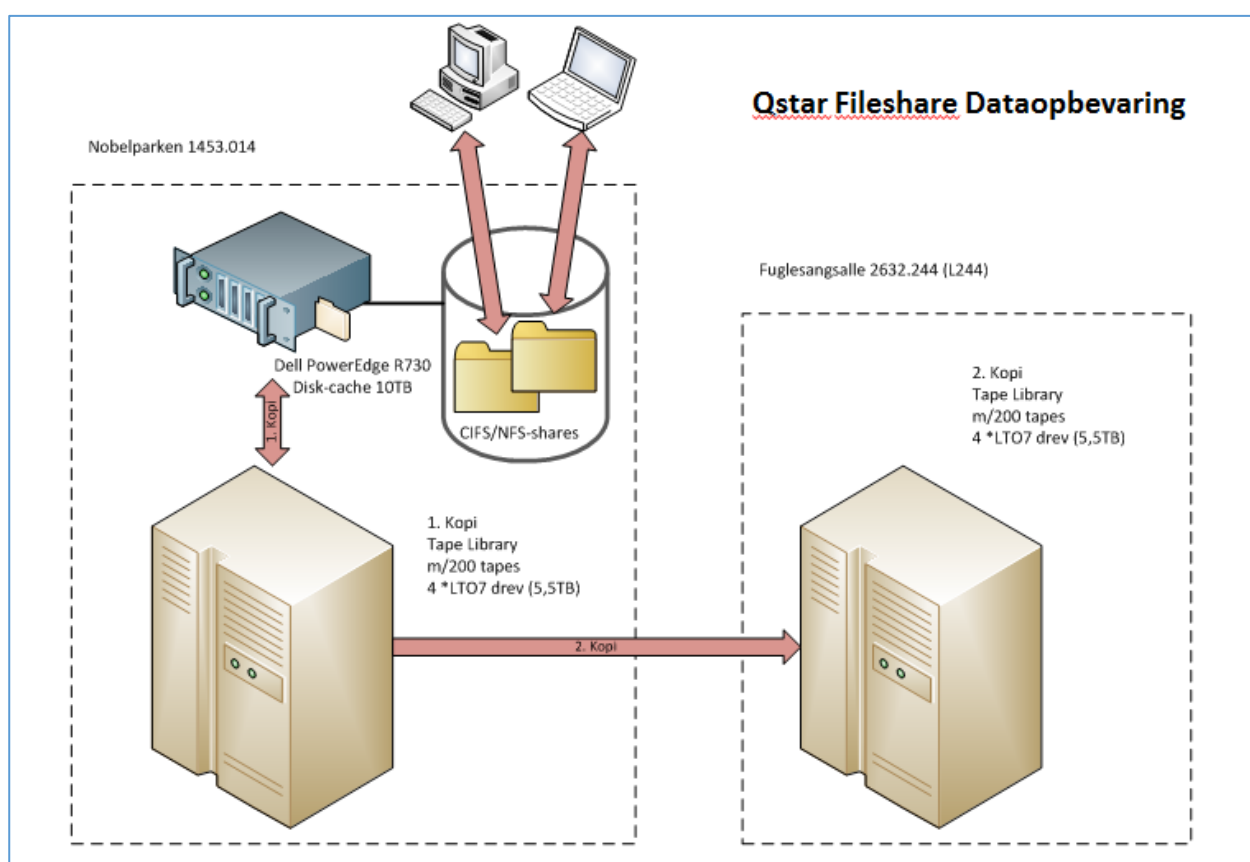 Qstar Fileshare Dataopbevaring
Nobelparken 1453.014
Fuglesangsalle 2632.244 (L244)
Dell PowerEdge R730
Disk-cache 10TB
CIFS/NFS-shares
1. Kopi
1. Kopi
Tape Library
m/200 tapes
4 *LTO7 drev (5,5TB)
2. Kopi
Tape Library
m/200 tapes
4 *LTO7 drev (5,5TB)
2. Kopi